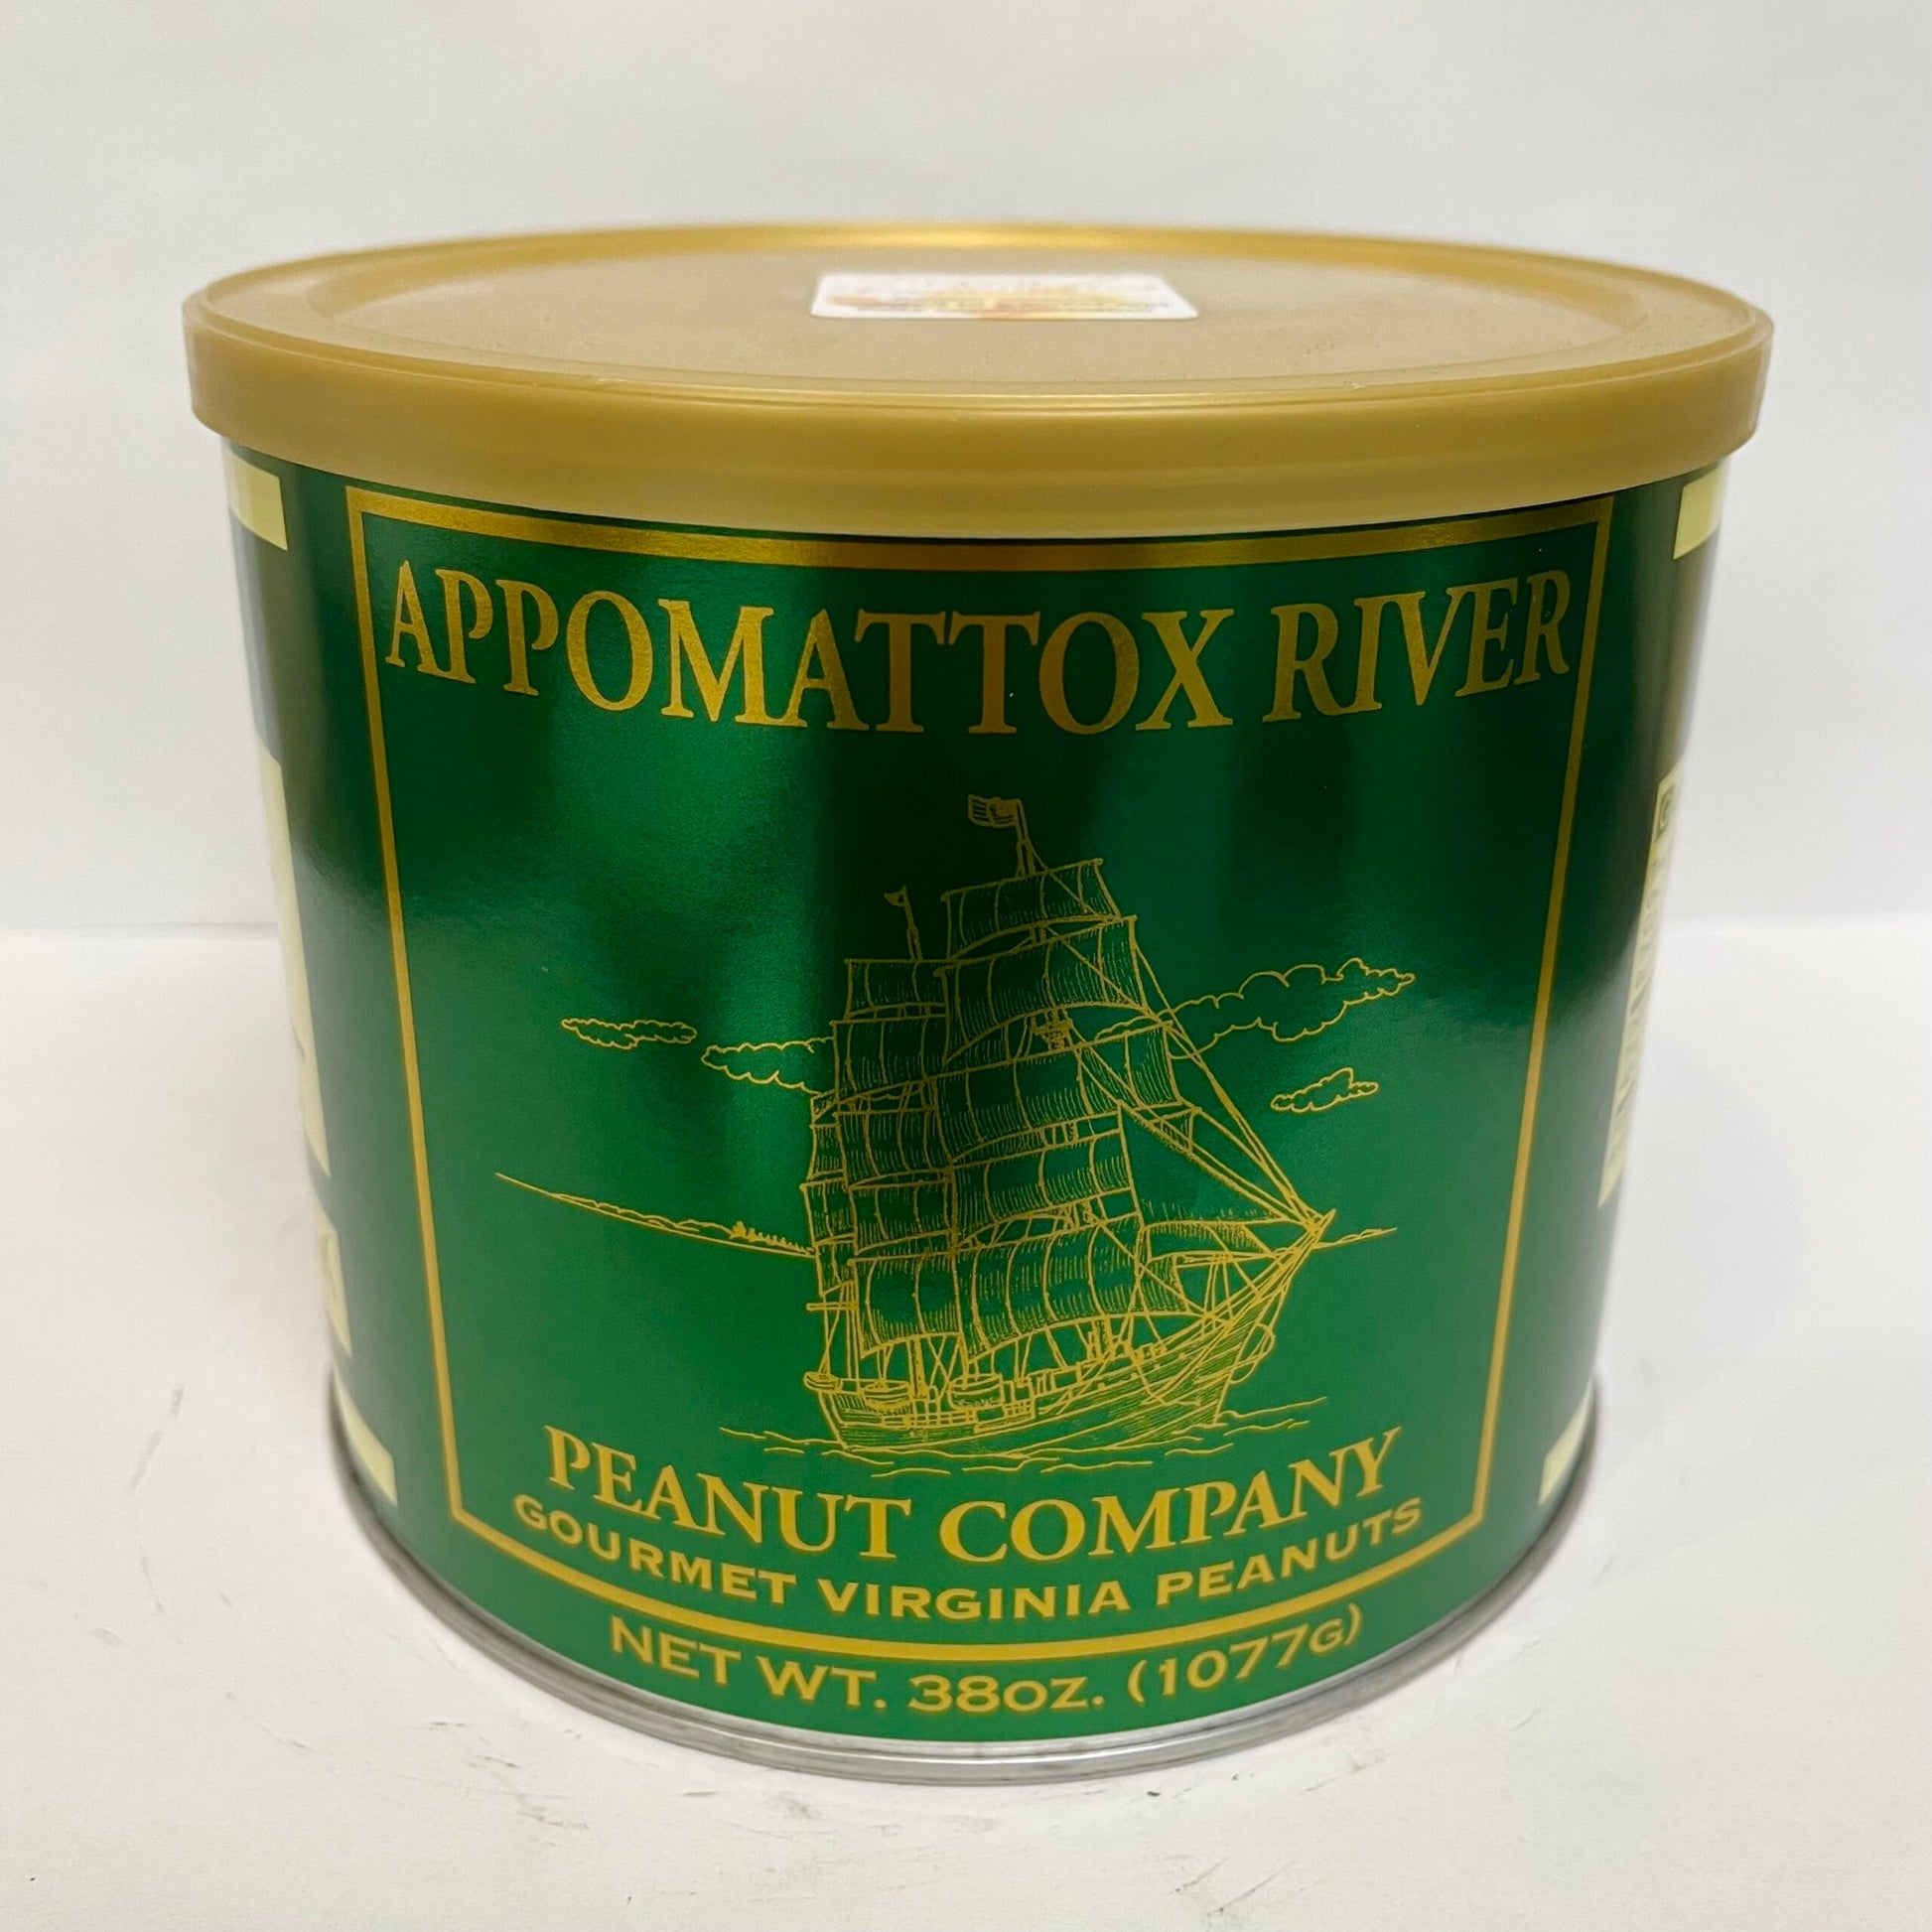 APPOMATTOX RIVER
PEANUT COMPANY
GOURMET VIRGINIA PEANUTS
NET WT. 38OZ. (1077G)